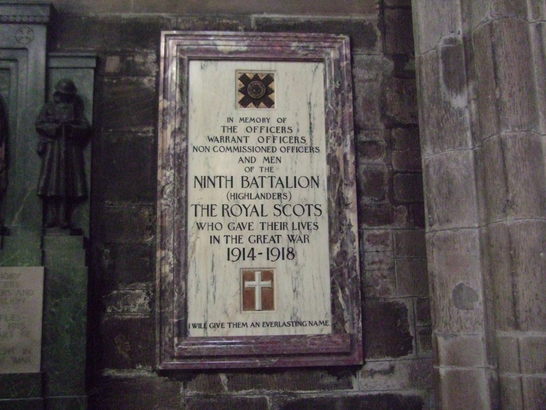 IN MEMORY OF
THE OFFICERS
WARRANT OFFICERS
NON COMMISSIONED OFFICERS
AND MEN
OF THE
NINTH BATTALION
(HIGHLANDERS)
THE ROYAL SCOTS
WHO GAVE THEIR LIVES
IN THE GREAT WAR
1914-1918
I WILL GIVE THEM AN EVERLASTING NAME